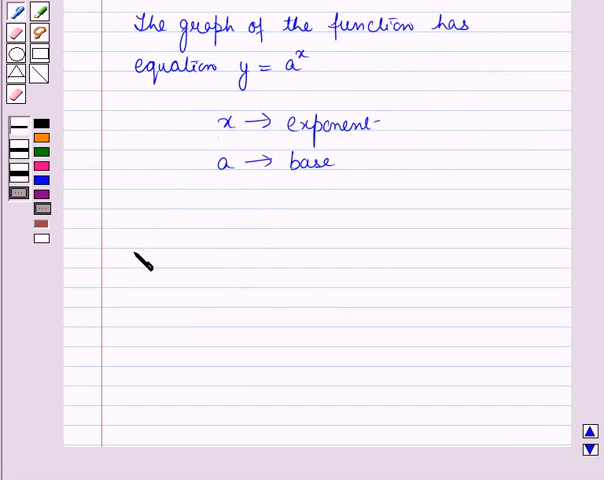 The graph of the function has
equation y = a^x
x → exponent
a → base